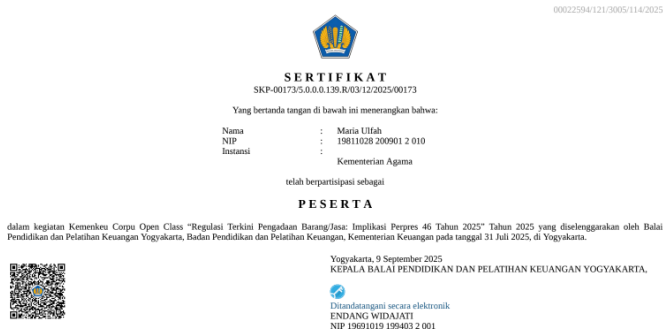 00022594/121/3005/114/2025
SERTIFIKAT
SKP-00173/5.0.0.0.139.R/03/12/2025/00173
Yang bertanda tangan di bawah ini menerangkan bahwa:
Nama : Maria Ulfah
NIP : 19811028 200901 2 010
Instansi :
Kementerian Agama
telah berpartisipasi sebagai
PESERTA
dalam kegiatan Kemenkeu Corpu Open Class “Regulasi Terkini Pengadaan Barang/Jasa: Implikasi Perpres 46 Tahun 2025” Tahun 2025 yang diselenggarakan oleh Balai
Pendidikan dan Pelatihan Keuangan Yogyakarta, Badan Pendidikan dan Pelatihan Keuangan, Kementerian Keuangan pada tanggal 31 Juli 2025, di Yogyakarta.
Yogyakarta, 9 September 2025
KEPALA BALAI PENDIDIKAN DAN PELATIHAN KEUANGAN YOGYAKARTA,
Ditandatangani secara elektronik
ENDANG WIDAJATI
NIP 19691019 199403 2 001